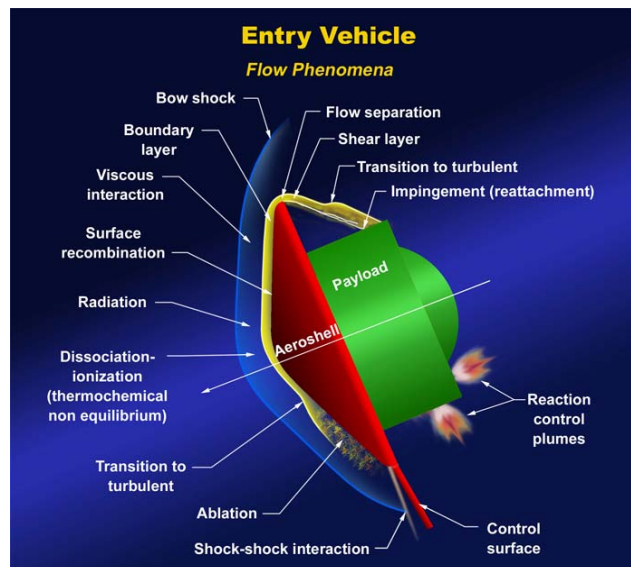 Entry Vehicle
Flow Phenomena
Bow shock
Flow separation
Boundary
layer
Shear layer
Transition to turbulent
Viscous
interaction
Impingement (reattachment)
Surface
recombination
Payload
Radiation
Aeroshell
Dissociation-
ionization
(thermochemical
non equilibrium)
Reaction
control
plumes
Transition to
turbulent
Ablation
Control
surface
Shock-shock interaction